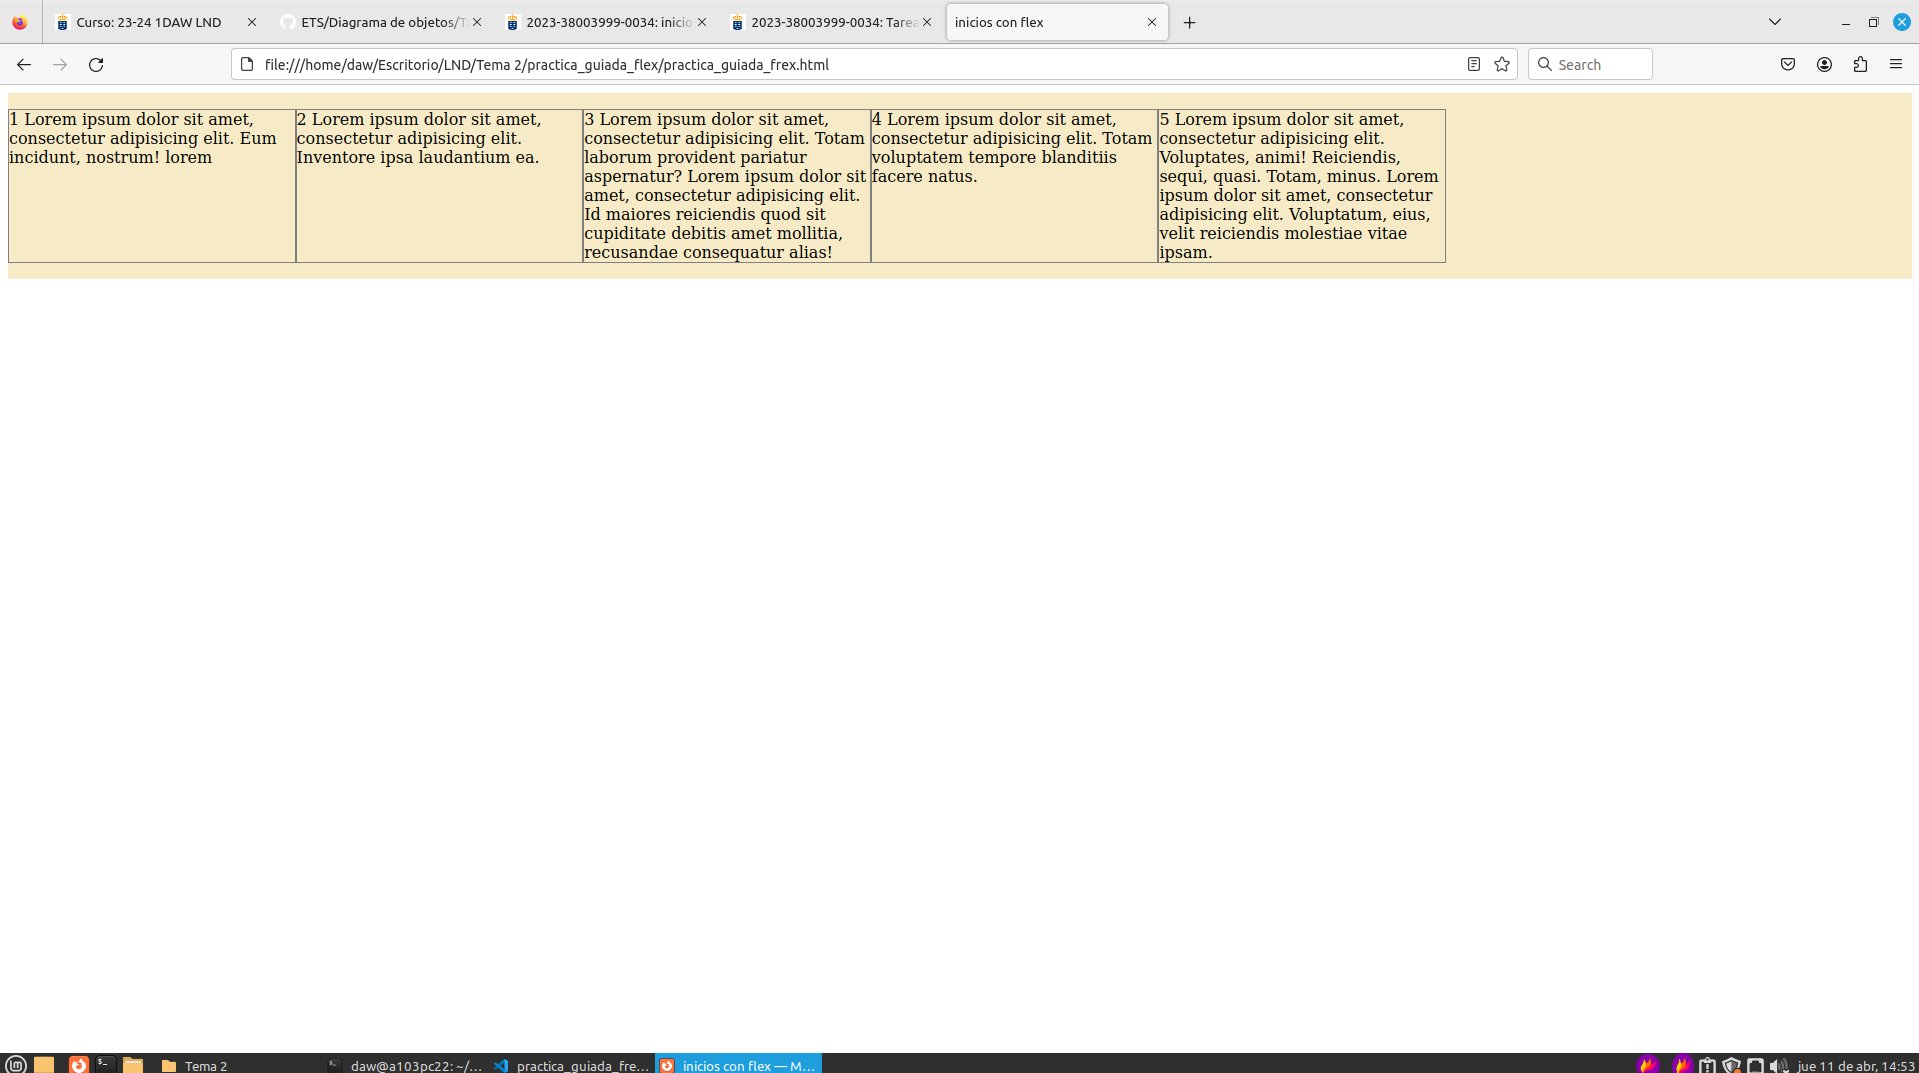 Curso: 23-24 1DAW LND
ETS/Diagrama de objetos/T
2023-38003999-0034: inicio
2023-38003999-0034: Tarea
inicios con flex
file:///home/daw/Escritorio/LND/Tema 2/practica_guiada_flex/practica_guiada_frex.html
Search
1 Lorem ipsum dolor sit amet,
consectetur adipisicing elit. Eum
incidunt, nostrum! lorem
2 Lorem ipsum dolor sit amet,
consectetur adipisicing elit.
Inventore ipsa laudantium ea.
3 Lorem ipsum dolor sit amet,
consectetur adipisicing elit. Totam
laborum provident pariatur
aspernatur? Lorem ipsum dolor sit
amet, consectetur adipisicing elit.
Id maiores reiciendis quod sit
cupiditate debitis amet mollitia,
recusandae consequatur alias!
4 Lorem ipsum dolor sit amet,
consectetur adipisicing elit. Totam
voluptatem tempore blanditiis
facere natus.
5 Lorem ipsum dolor sit amet,
consectetur adipisicing elit.
Voluptates, animi! Reiciendis,
sequi, quasi. Totam, minus. Lorem
ipsum dolor sit amet, consectetur
adipisicing elit. Voluptatum, eius,
velit reiciendis molestiae vitae
ipsam.
Tema 2
daw@a103pc22: ~/...
practica_guiada_fre...
inicios con flex — M...
jue 11 de abr, 14:53